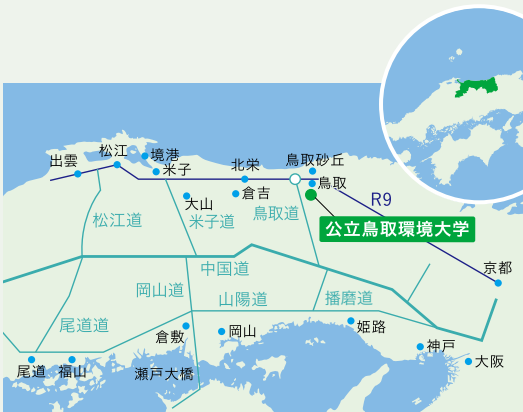 松江
出雲
境港
米子
北栄
鳥取砂丘
鳥取
大山
倉吉
R9
松江道
米子道
鳥取道
公立鳥取環境大学
中国道
京都
岡山道
山陽道
播磨道
尾道道
倉敷
岡山
姫路
神戸
尾道
福山
瀬戸大橋
大阪